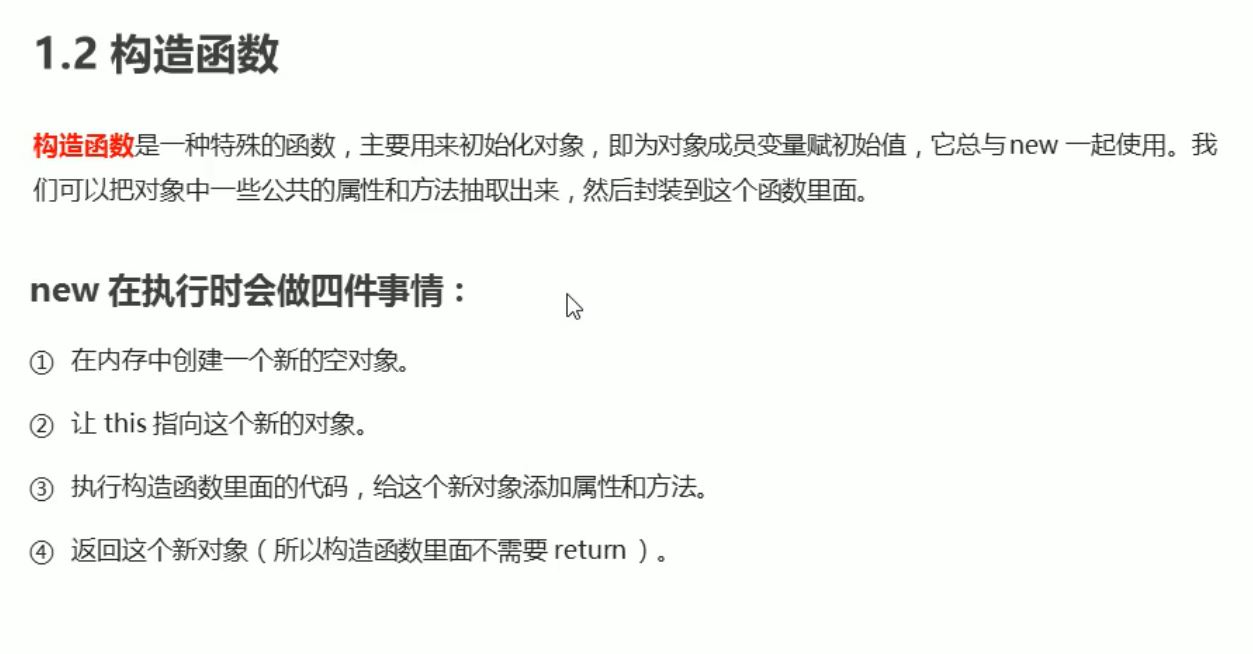 1.2 构造函数
构造函数是一种特殊的函数，主要用来初始化对象，即为对象成员变量赋初始值，它总与 new 一起使用。我
们可以把对象中一些公共的属性和方法抽取出来，然后封装到这个函数里面。
new 在执行时会做四件事情：
① 在内存中创建一个新的空对象。
② 让 this 指向这个新的对象。
③ 执行构造函数里面的代码，给这个新对象添加属性和方法。
④ 返回这个新对象（所以构造函数里面不需要 return ）。